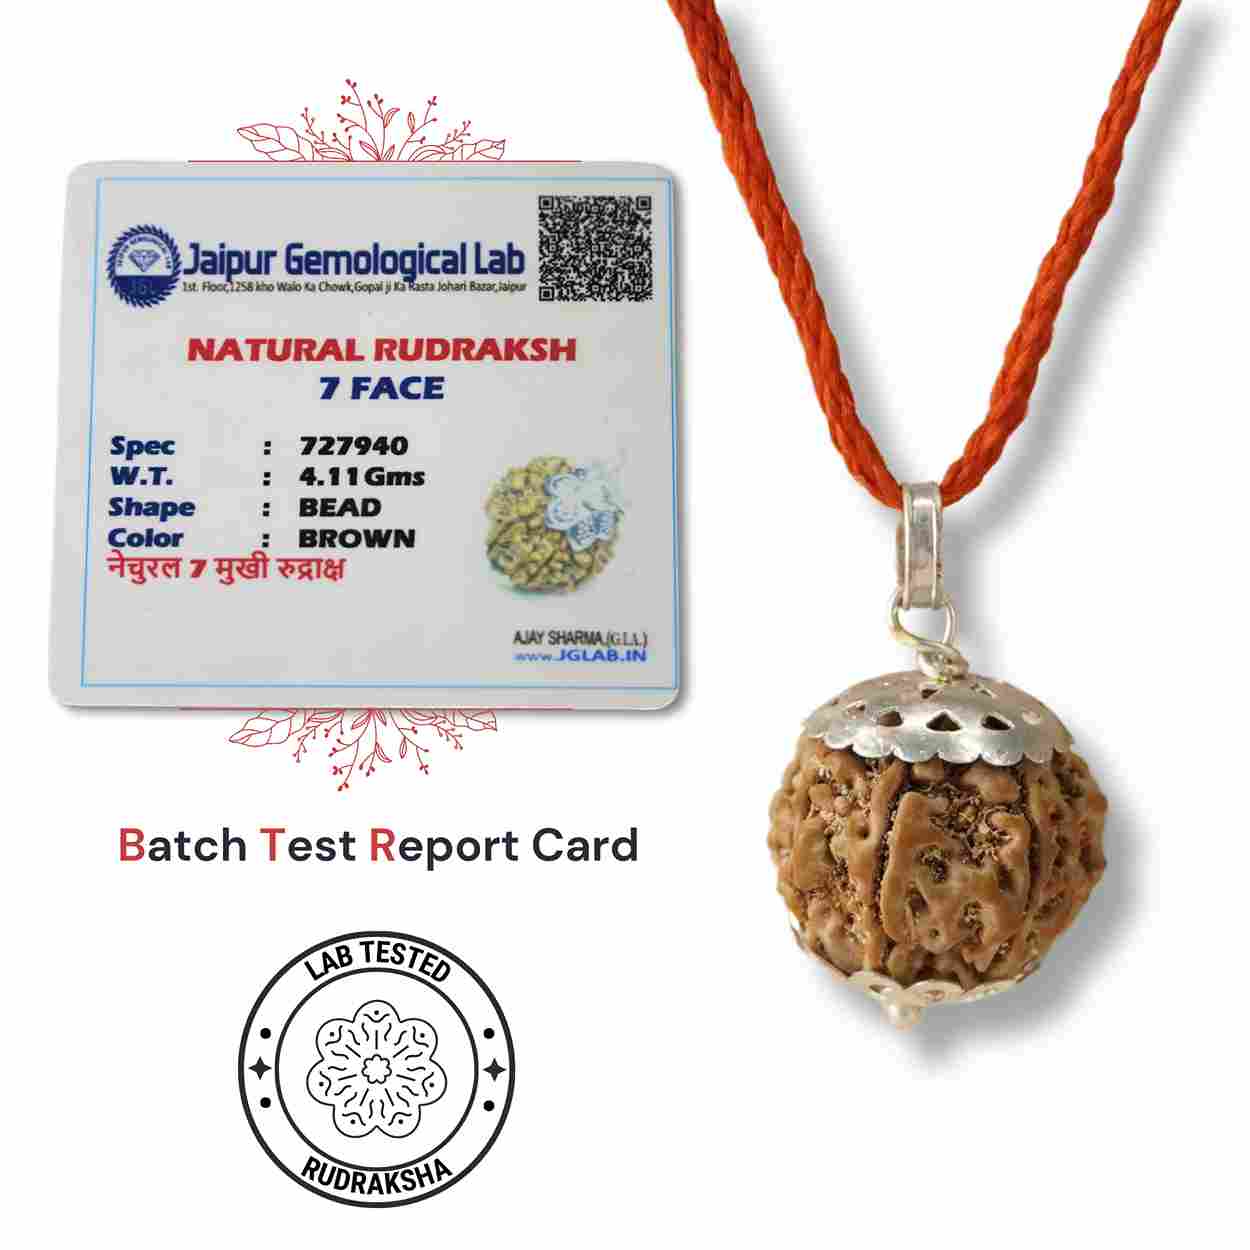 Jaipur Gemological Lab
1st. Floor,1258 kho Walo Ka Chowk,Gopal ji Ka Rasta Johari Bazar,Jaipur
NATURAL RUDRAKSH
7 FACE
Spec : 727940
W.T. : 4.11Gms
Shape : BEAD
Color : BROWN
नेचुरल 7 मुखी रुद्राक्ष
AJAY SHARMA,(G.I.I.)
www.JGLAB.IN
Batch Test Report Card
LAB TESTED
RUDRAKSHA